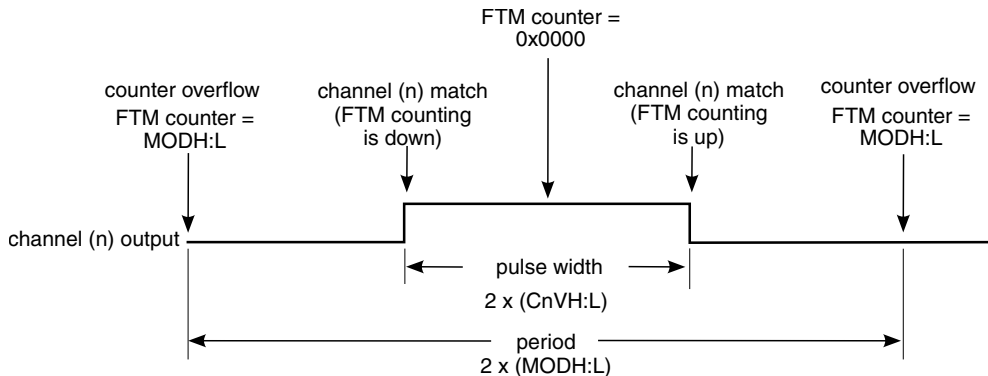 FTM counter =
0x0000
counter overflow
FTM counter =
MODH:L
channel (n) match
(FTM counting
is down)
channel (n) match
(FTM counting
is up)
counter overflow
FTM counter =
MODH:L
channel (n) output
pulse width
2 x (CnVH:L)
period
2 x (MODH:L)